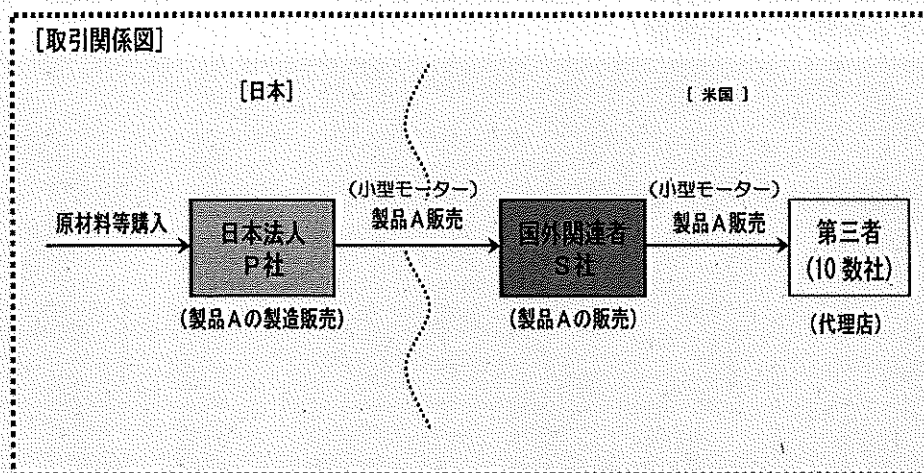 [取引関係図]
[日本]
[ 米国 ]
原材料等購入
日本法人
P社
(製品Aの製造販売)
(小型モーター)
製品A販売
国外関連者
S社
(製品Aの販売)
(小型モーター)
製品A販売
第三者
(10数社)
(代理店)